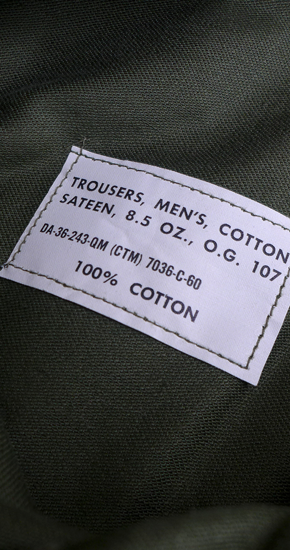 TROUSERS, MEN'S, COTTON
SATEEN, 8.5 OZ., O.G. 107
DA-36-243-QM (CTM) 7036-C-60
100% COTTON